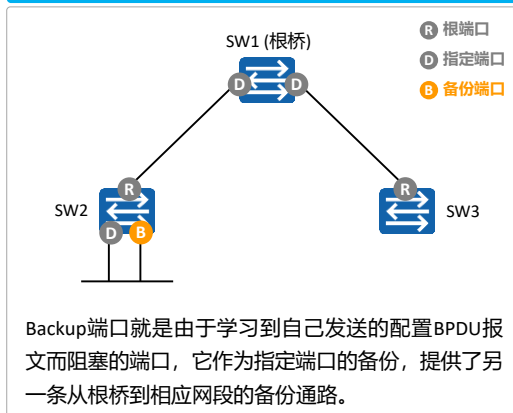 SW1 (根桥)
R 根端口
D 指定端口
B 备份端口
D D
R R
SW2 SW3
D B
Backup端口就是由于学习到自己发送的配置BPDU报
文而阻塞的端口，它作为指定端口的备份，提供了另
一条从根桥到相应网段的备份通路。